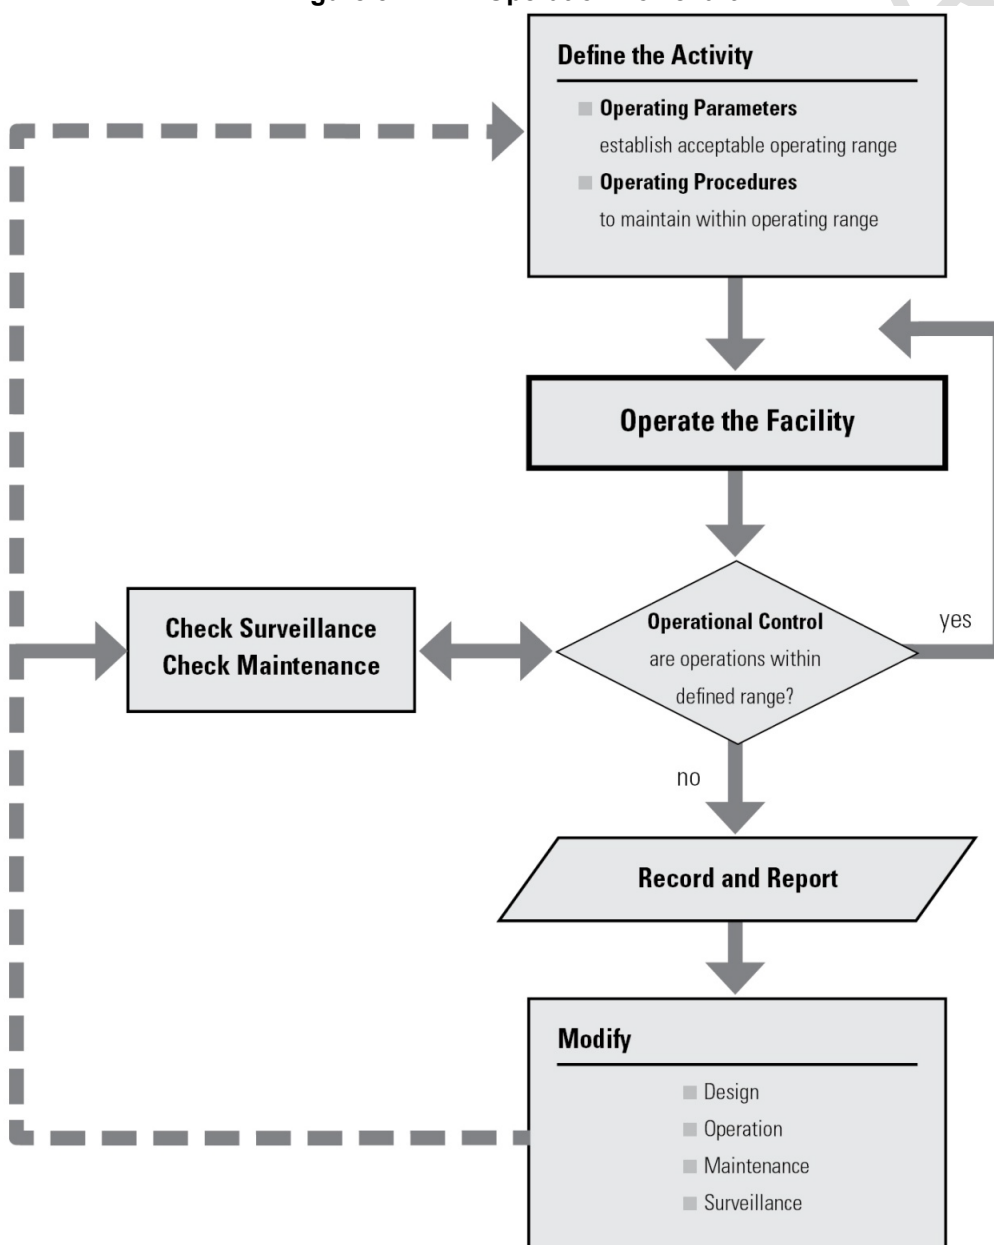 Define the Activity
Operating Parameters
establish acceptable operating range
Operating Procedures
to maintain within operating range
Operate the Facility
Operational Control
are operations within
defined range?
yes
Check Surveillance
Check Maintenance
no
Record and Report
Modify
Design
Operation
Maintenance
Surveillance